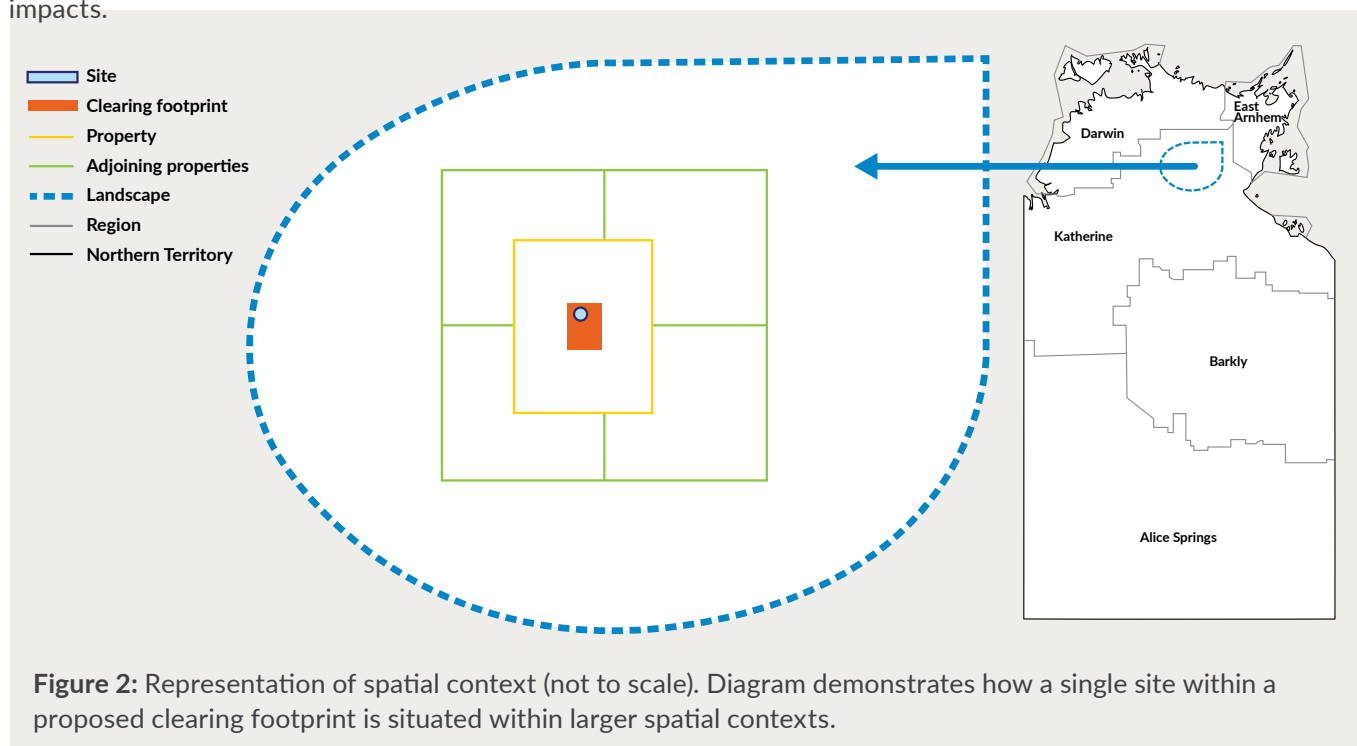 impacts.
Site
Clearing footprint
Property
Adjoining properties
Landscape
Region
Northern Territory
Darwin
East
Arnhem
Katherine
Barkly
Alice Springs
Figure 2: Representation of spatial context (not to scale). Diagram demonstrates how a single site within a
proposed clearing footprint is situated within larger spatial contexts.